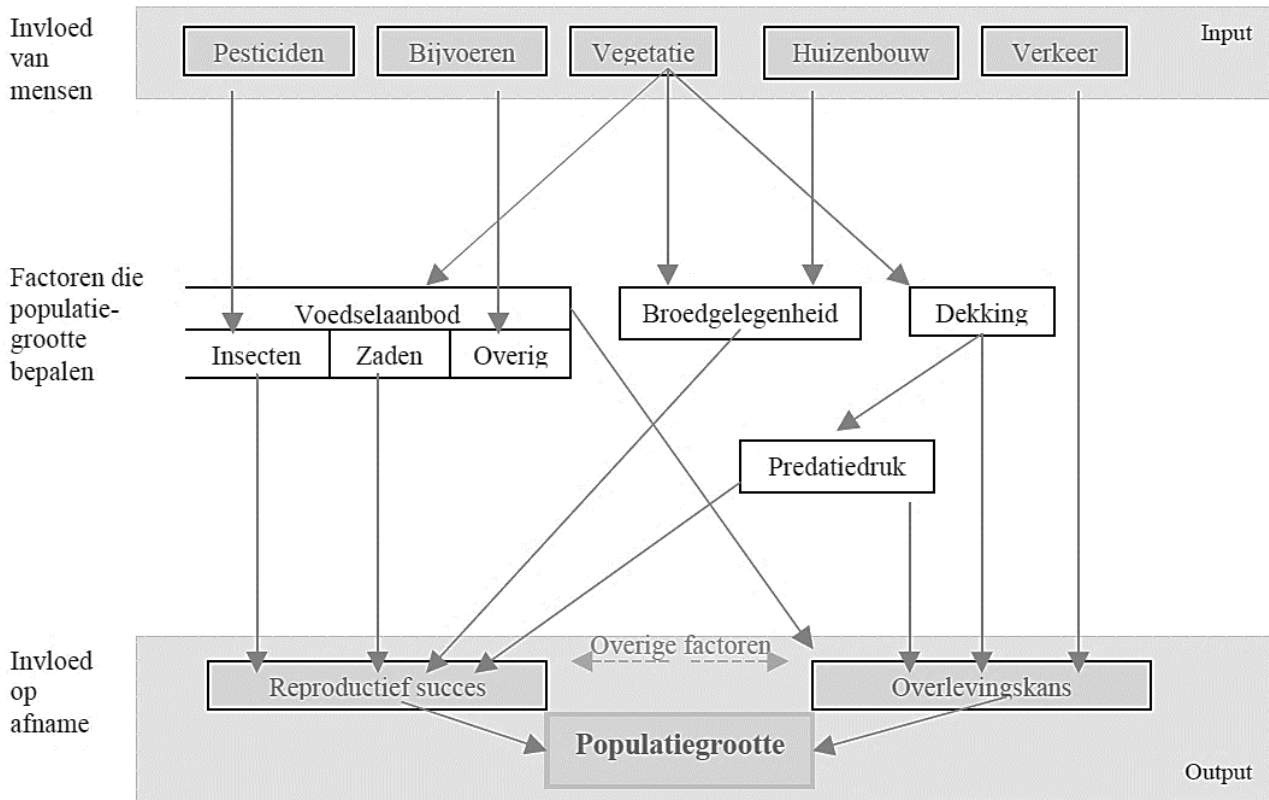 Invloed
van
mensen
Pesticiden
Bijvoeren
Vegetatie
Huizenbouw
Verkeer
Input
Factoren die
populatie-
grootte
bepalen
Voedselaanbod
Insecten
Zaden
Overig
Broedgelegenheid
Dekking
Predatiedruk
Invloed
op
afname
Overige factoren
Reproductief succes
Overlevingskans
Populatiegrootte
Output